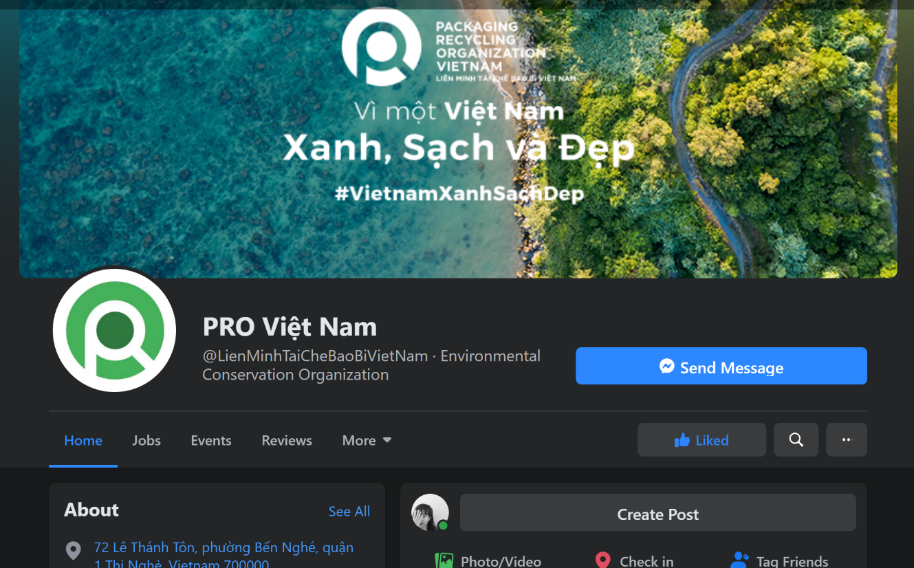 PACKAGING
RECYCLING
ORGANIZATION
VIETNAM
LIÊN MINH TÁI CHẾ BAO BÌ VIỆT NAM
Vì một Việt Nam
Xanh, Sạch và Đẹp
#VietnamXanhSachDep
PRO Việt Nam
@LienMinhTaiCheBaoBiVietNam · Environmental
Conservation Organization
Send Message
Home
Jobs
Events
Reviews
More
Liked
About
See All
72 Lê Thánh Tôn, phường Bến Nghé, quận
1 Thị Nghé, Vietnam 700000
Create Post
Photo/Video
Check in
Tag Friends